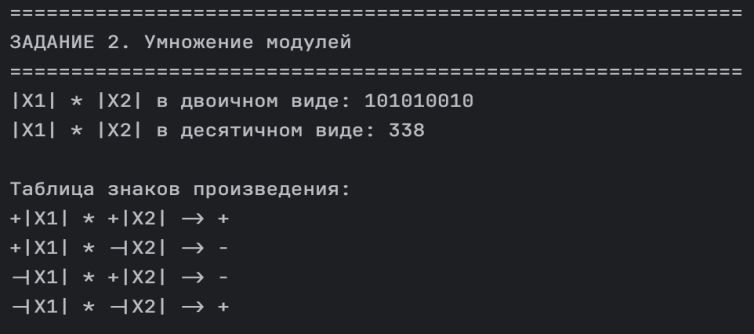 ============================================================
ЗАДАНИЕ 2. Умножение модулей
============================================================
|X1| * |X2| в двоичном виде: 101010010
|X1| * |X2| в десятичном виде: 338

Таблица знаков произведения:
+|X1| * +|X2| -> +
+|X1| * -|X2| -> -
-|X1| * +|X2| -> -
-|X1| * -|X2| -> +